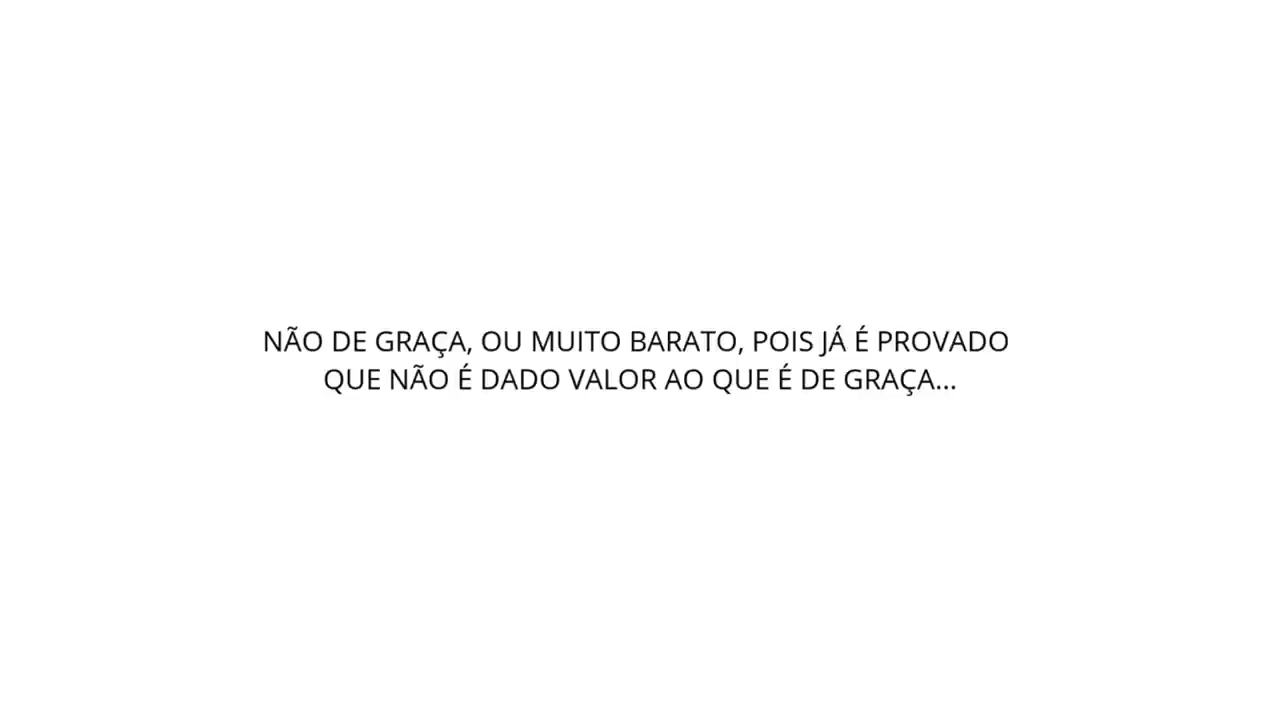 NÃO DE GRAÇA, OU MUITO BARATO, POIS JÁ É PROVADO
QUE NÃO É DADO VALOR AO QUE É DE GRAÇA...